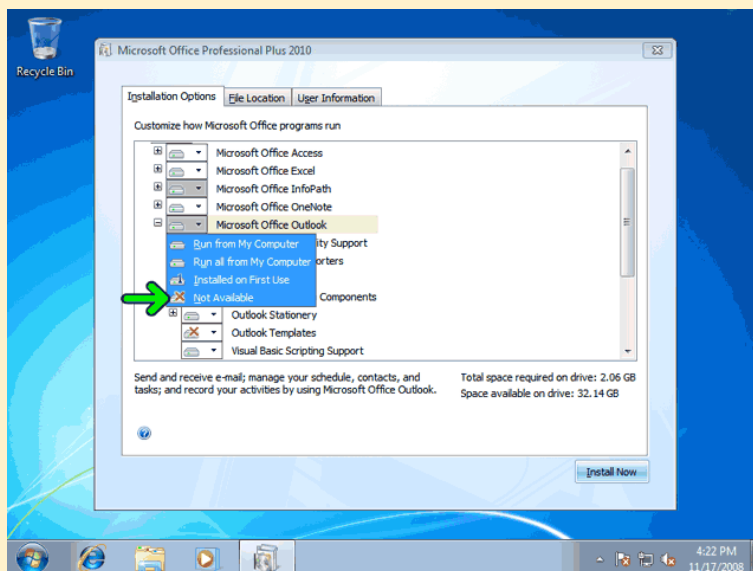 Recycle Bin
Microsoft Office Professional Plus 2010
Installation Options File Location User Information
Customize how Microsoft Office programs run
Microsoft Office Access
Microsoft Office Excel
Microsoft Office InfoPath
Microsoft Office OneNote
Microsoft Office Outlook
Run from My Computer ity Support
Run all from My Computer orters
Installed on First Use
Not Available Components
Outlook Stationery
Outlook Templates
Visual Basic Scripting Support
Send and receive e-mail; manage your schedule, contacts, and
tasks; and record your activities by using Microsoft Office Outlook.
Total space required on drive: 2.06 GB
Space available on drive: 32.14 GB
Install Now
4:22 PM
11/17/2008